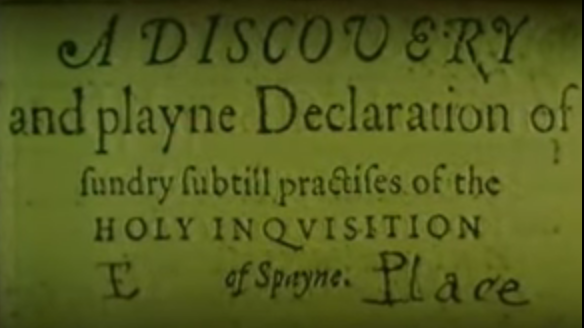 A DISCOVERY
and playne Declaration of
ſundry ſubtill practiſes of the
HOLY INQVISITION
E of Spayne. Place